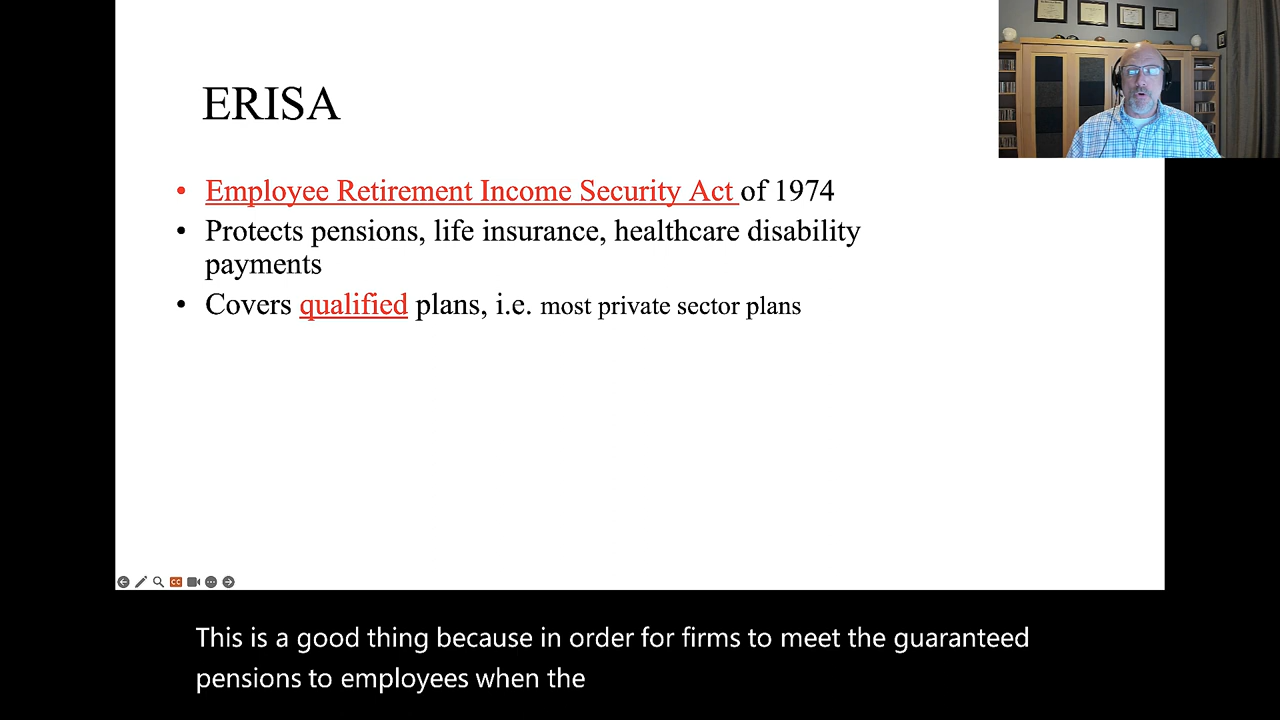 ERISA
• Employee Retirement Income Security Act of 1974
• Protects pensions, life insurance, healthcare disability
payments
• Covers qualified plans, i.e. most private sector plans
CC
This is a good thing because in order for firms to meet the guaranteed
pensions to employees when the